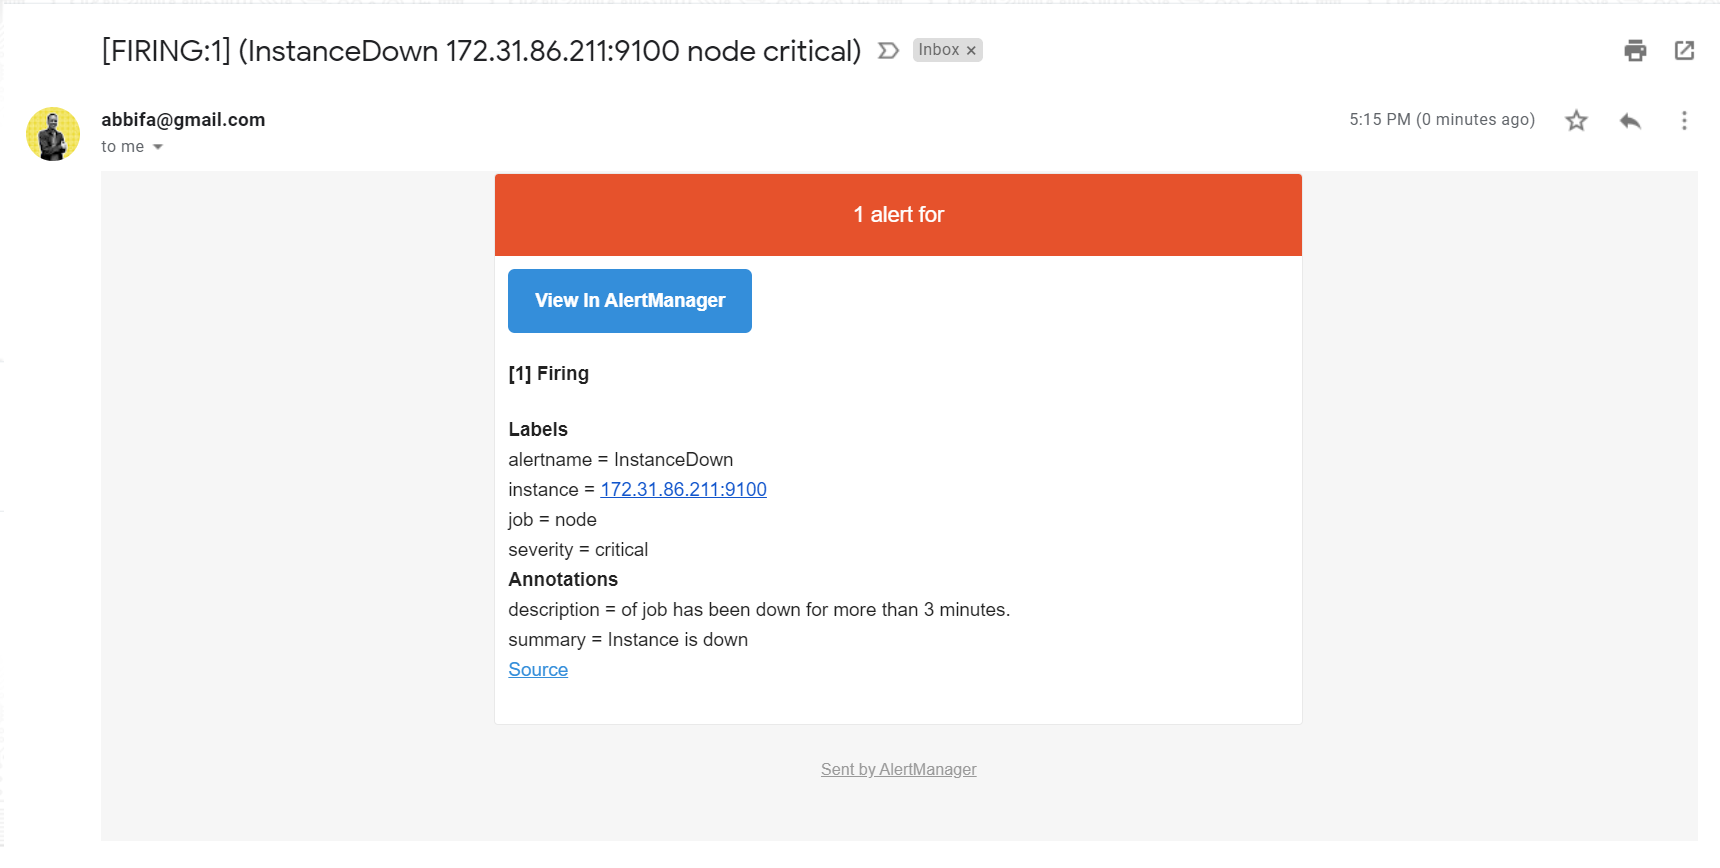 [FIRING:1] (InstanceDown 172.31.86.211:9100 node critical)
Inbox ×
abbifa@gmail.com
5:15 PM (0 minutes ago)
to me
1 alert for
View In AlertManager
[1] Firing
Labels
alertname = InstanceDown
instance = 172.31.86.211:9100
job = node
severity = critical
Annotations
description = of job has been down for more than 3 minutes.
summary = Instance is down
Source
Sent by AlertManager